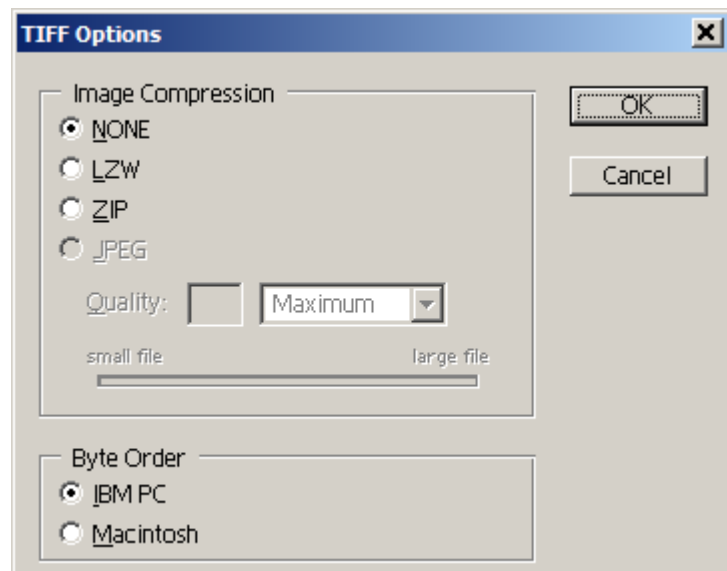 TIFF Options
Image Compression
NONE
LZW
ZIP
JPEG
Quality: Maximum
small file large file
OK
Cancel
Byte Order
IBM PC
Macintosh